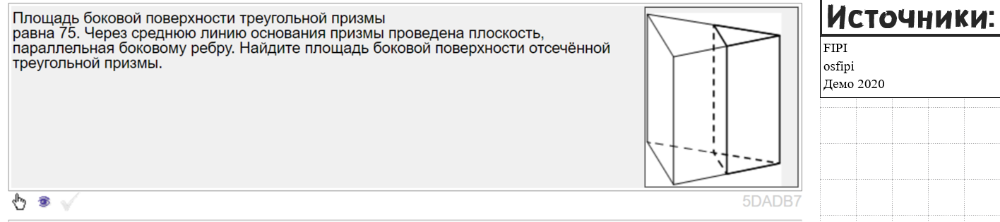 Площадь боковой поверхности треугольной призмы
равна 75. Через среднюю линию основания призмы проведена плоскость,
параллельная боковому ребру. Найдите площадь боковой поверхности отсечённой
треугольной призмы.
5DADB7
Источники:
FIPI
osfipi
Демо 2020